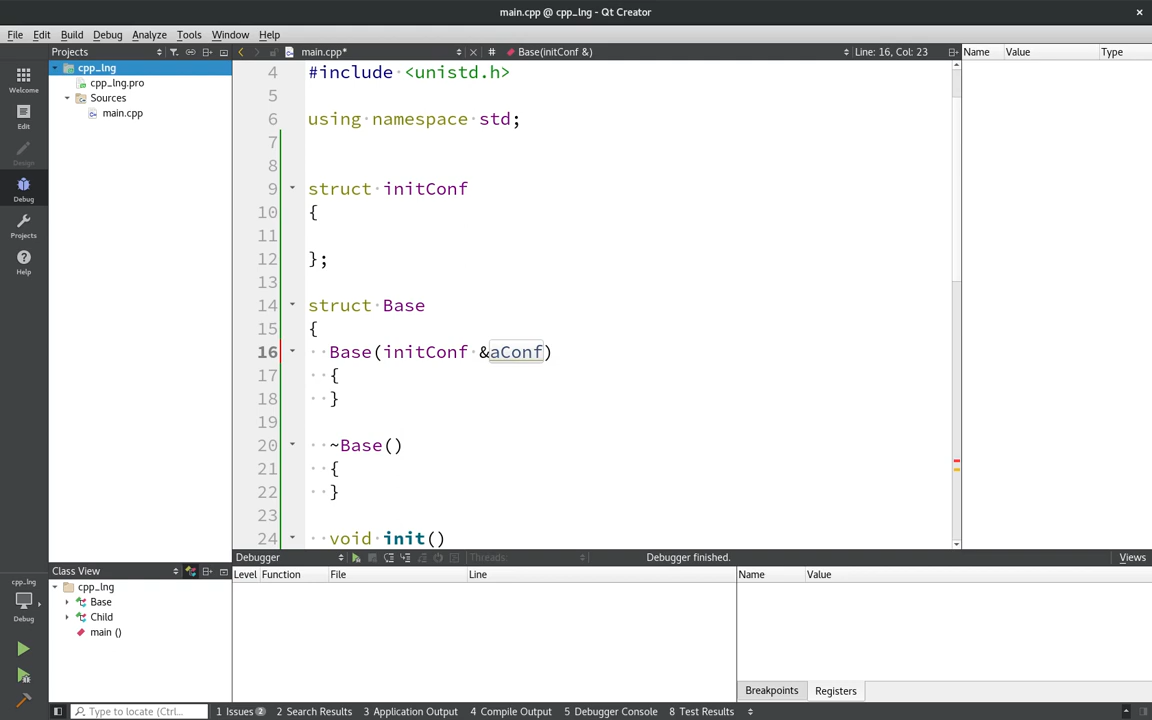 main.cpp @ cpp_lng - Qt Creator
File Edit Build Debug Analyze Tools Window Help
Projects
main.cpp*
#
Base(initConf &)
Line: 16, Col: 23
Name Value Type
Welcome
Edit
Design
Debug
Projects
Help
cpp_lng
cpp_lng.pro
Sources
main.cpp
4 #include <unistd.h>
5
6 using namespace std;
7
8
9 struct initConf
10 {
11
12 };
13
14 struct Base
15 {
16 Base(initConf &aConf)
17 {
18 }
19
20 ~Base()
21 {
22 }
23
24 void init()
Debugger
Threads:
Debugger finished.
Views
Level Function File Line
Name Value
Class View
cpp_lng
Base
Child
main ()
cpp_lng
Debug
Breakpoints Registers
Type to locate (Ctrl...
1 Issues 2
2 Search Results
3 Application Output
4 Compile Output
5 Debugger Console
8 Test Results